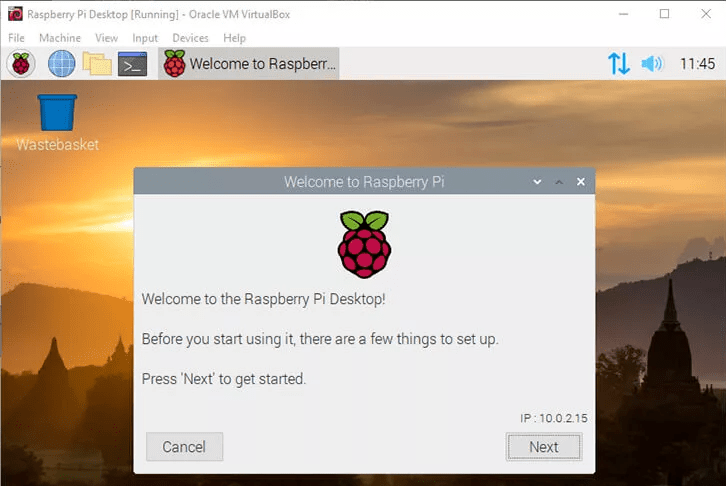 Raspberry Pi Desktop [Running] - Oracle VM VirtualBox
File Machine View Input Devices Help
Welcome to Raspberr... 11:45
Wastebasket
Welcome to Raspberry Pi
Welcome to the Raspberry Pi Desktop!
Before you start using it, there are a few things to set up.
Press 'Next' to get started.
IP : 10.0.2.15
Cancel Next